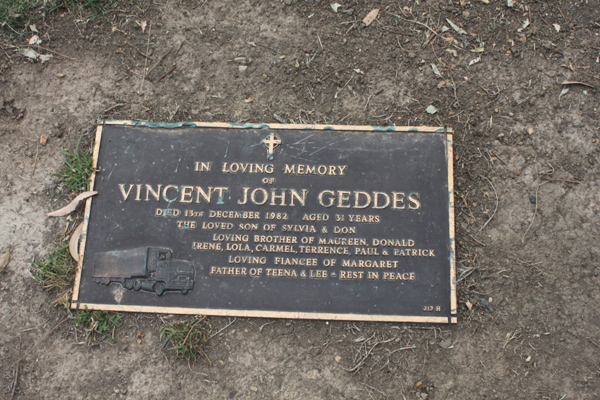 IN LOVING MEMORY
OF
VINCENT JOHN GEDDES
DIED 13TH DECEMBER 1982 AGED 31 YEARS
THE LOVED SON OF SYLVIA & DON
LOVING BROTHER OF MAUREEN, DONALD
IRENE, LOLA, CARMEL, TERRENCE, PAUL & PATRICK
LOVING FIANCEE OF MARGARET
FATHER OF TEENA & LEE - REST IN PEACE